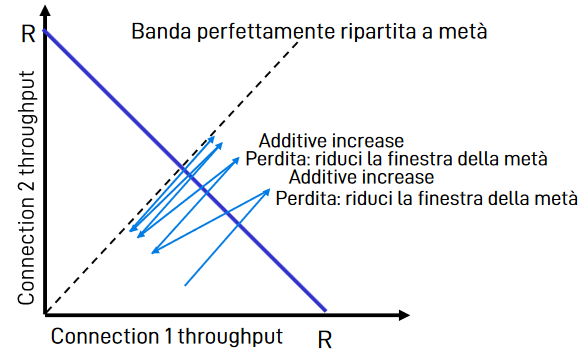 R
Banda perfettamente ripartita a metà
Connection 2 throughput
Additive increase
Perdita: riduci la finestra della metà
Additive increase
Perdita: riduci la finestra della metà
Connection 1 throughput
R